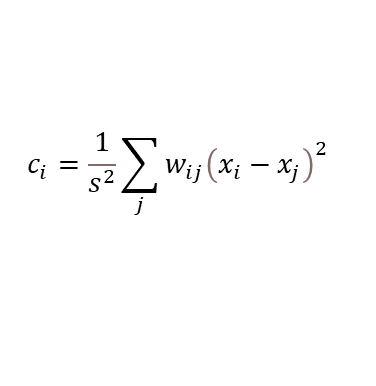 c_i = \frac{1}{s^2} \sum_j w_{ij} (x_i - x_j)^2